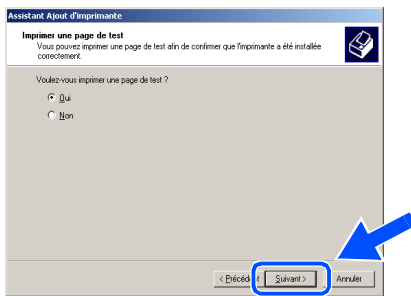 Assistant Ajout d'imprimante
Imprimer une page de test
Vous pouvez imprimer une page de test afin de confirmer que l'imprimante a été installée
correctement.
Voulez-vous imprimer une page de test ?
Oui
Non
< Précédent Suivant > Annuler